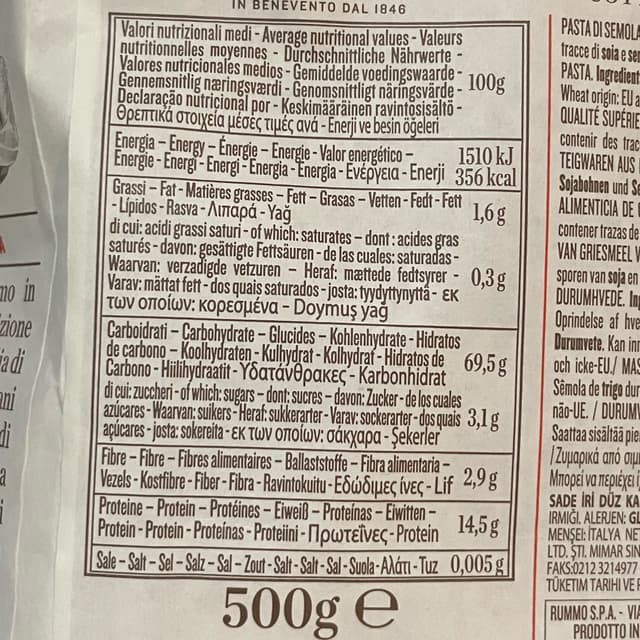 IN BENEVENTO DAL 1846
Valori nutrizionali medi - Average nutritional values - Valeurs
nutritionnelles moyennes - Durchschnittliche Nährwerte -
Valores nutricionales medios - Gemiddelde voedingswaarde -
Gennemsnitlig næringsværdi - Genomsnittligt näringsvärde -
Declaração nutricional por - Keskimääräinen ravintosisältö -
Θρεπτικά στοιχεία μέσες τιμές ανά - Enerji ve besin öğeleri
100g
Energia – Energy – Énergie – Energie - Valor energético –
Energie - Energi - Energi - Energia - Energia - Ενέργεια - Enerji
1510 kJ
356 kcal
Grassi – Fat - Matières grasses – Fett – Grasas – Vetten - Fedt - Fett
- Lípidos - Rasva - Λιπαρά - Yağ
1,6 g
di cui: acidi grassi saturi - of which: saturates – dont : acides gras
saturés - davon: gesättigte Fettsäuren - de las cuales: saturadas -
Waarvan: verzadigde vetzuren – Heraf: mættede fedtsyrer -
Varav: mättat fett - dos quais saturados - josta: tyydyttynyttä - εκ
των οποίων: κορεσμένα - Doymuş yağ
0,3 g
Carboidrati – Carbohydrate – Glucides – Kohlenhydrate - Hidratos
de carbono – Koolhydraten - Kulhydrat - Kolhydrat - Hidratos de
Carbono - Hiilihydraatit - Υδατάνθρακες - Karbonhidrat
69,5 g
di cui: zuccheri - of which: sugars – dont: sucres – davon: Zucker - de los cuales
azúcares - Waarvan: suikers - Heraf: sukkerarter - Varav: sockerarter - dos quais
açúcares - josta: sokereita - εκ των οποίων: σάκχαρα - Şekerler
3,1 g
Fibre – Fibre – Fibres alimentaires – Ballaststoffe – Fibra alimentaria –
Vezels - Kostfibre - Fiber - Fibra - Ravintokuitu - Εδώδιμες ίνες - Lif
2,9 g
Proteine – Protein – Protéines – Eiweiß – Proteínas – Eiwitten –
Protein - Protein - Proteínas - Proteiini - Πρωτεΐνες - Protein
14,5 g
Sale – Salt – Sel – Salz – Sal – Zout - Salt - Salt - Sal - Suola - Αλάτι - Tuz
0,005 g
500g e
mo in
zione
ia di
ani
di
a
i
PASTA DI SEMOLA
tracce di soia e
PASTA. Ingredient
Wheat origin: EU
QUALITÉ SUPÉRIE
contenir des trac
TEIGWAREN AUS
Sojabohnen und
ALIMENTICIA DE
contener trazas de
VAN GRIESMEEL
sporen van soja en
DURUMHVEDE.
Oprindelse af hve
Durumvete. Kan
och icke-EU./
Sêmola de trigo dur
não-UE. / DURUM
Saattaa sisältää pie
/ Ζυμαρικά από
Μπορεί να περιέχει
SADE İRİ DÜZ KA
IRMIĞI. ALERJEN:
MENŞEİ: İTALYA NE
LTD. ŞTİ. MIMAR SIN
FAKS:0212 3214977
TÜKETIM TARIHI VE
RUMMO S.P.A. - VIA
PRODOTTO IN